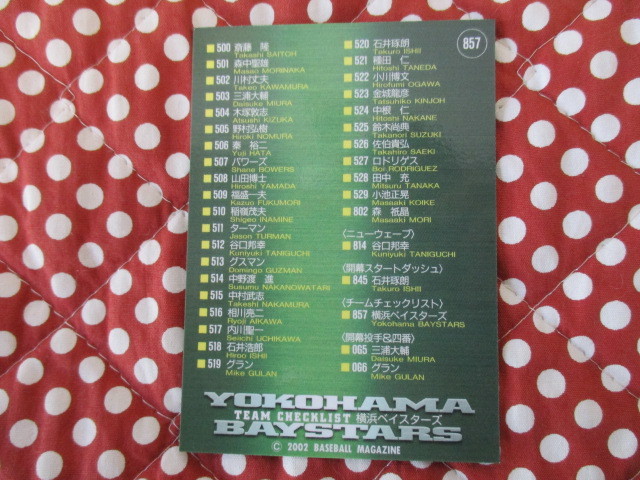 857
500 斎藤 隆
Takashi SAITOH
501 森中聖雄
Masao MORINAKA
502 川村丈夫
Takeo KAWAMURA
503 三浦大輔
Daisuke MIURA
504 木塚敦志
Atsushi KIZUKA
505 野村弘樹
Hiroki NOMURA
506 秦 裕二
Yuji HATA
507 バワーズ
Shane BOWERS
508 山田博士
Hiroshi YAMADA
509 福盛一夫
Kazuo FUKUMORI
510 稲嶺茂夫
Shigeo INAMINE
511 ターマン
Jason TURMAN
512 谷口邦幸
Kuniyuki TANIGUCHI
513 グスマン
Domingo GUZMAN
514 中野渡 進
Susumu NAKANOWATARI
515 中村武志
Takeshi NAKAMURA
516 相川亮二
Ryoji AIKAWA
517 内川聖一
Seiichi UCHIKAWA
518 石井浩郎
Hiroo ISHII
519 グラン
Mike GULAN
520 石井琢朗
Takuro ISHII
521 種田 仁
Hitoshi TANEDA
522 小川博文
Hirofumi OGAWA
523 金城龍彦
Tatsuhiko KINJOH
524 中根 仁
Hitoshi NAKANE
525 鈴木尚典
Takanori SUZUKI
526 佐伯貴弘
Takahiro SAEKI
527 ロドリゲス
Boi RODRIGUEZ
528 田中 充
Mitsuru TANAKA
529 小池正晃
Masaaki KOIKE
802 森 祇晶
Masaaki MORI
〈ニューウェーブ〉
814 谷口邦幸
Kuniyuki TANIGUCHI
〈開幕スタートダッシュ〉
845 石井琢朗
Takuro ISHII
〈チームチェックリスト〉
857 横浜ベイスターズ
Yokohama BAYSTARS
〈開幕投手&四番〉
065 三浦大輔
Daisuke MIURA
066 グラン
Mike GULAN
YOKOHAMA
TEAM CHECKLIST 横浜ベイスターズ
BAYSTARS
© 2002 BASEBALL MAGAZINE